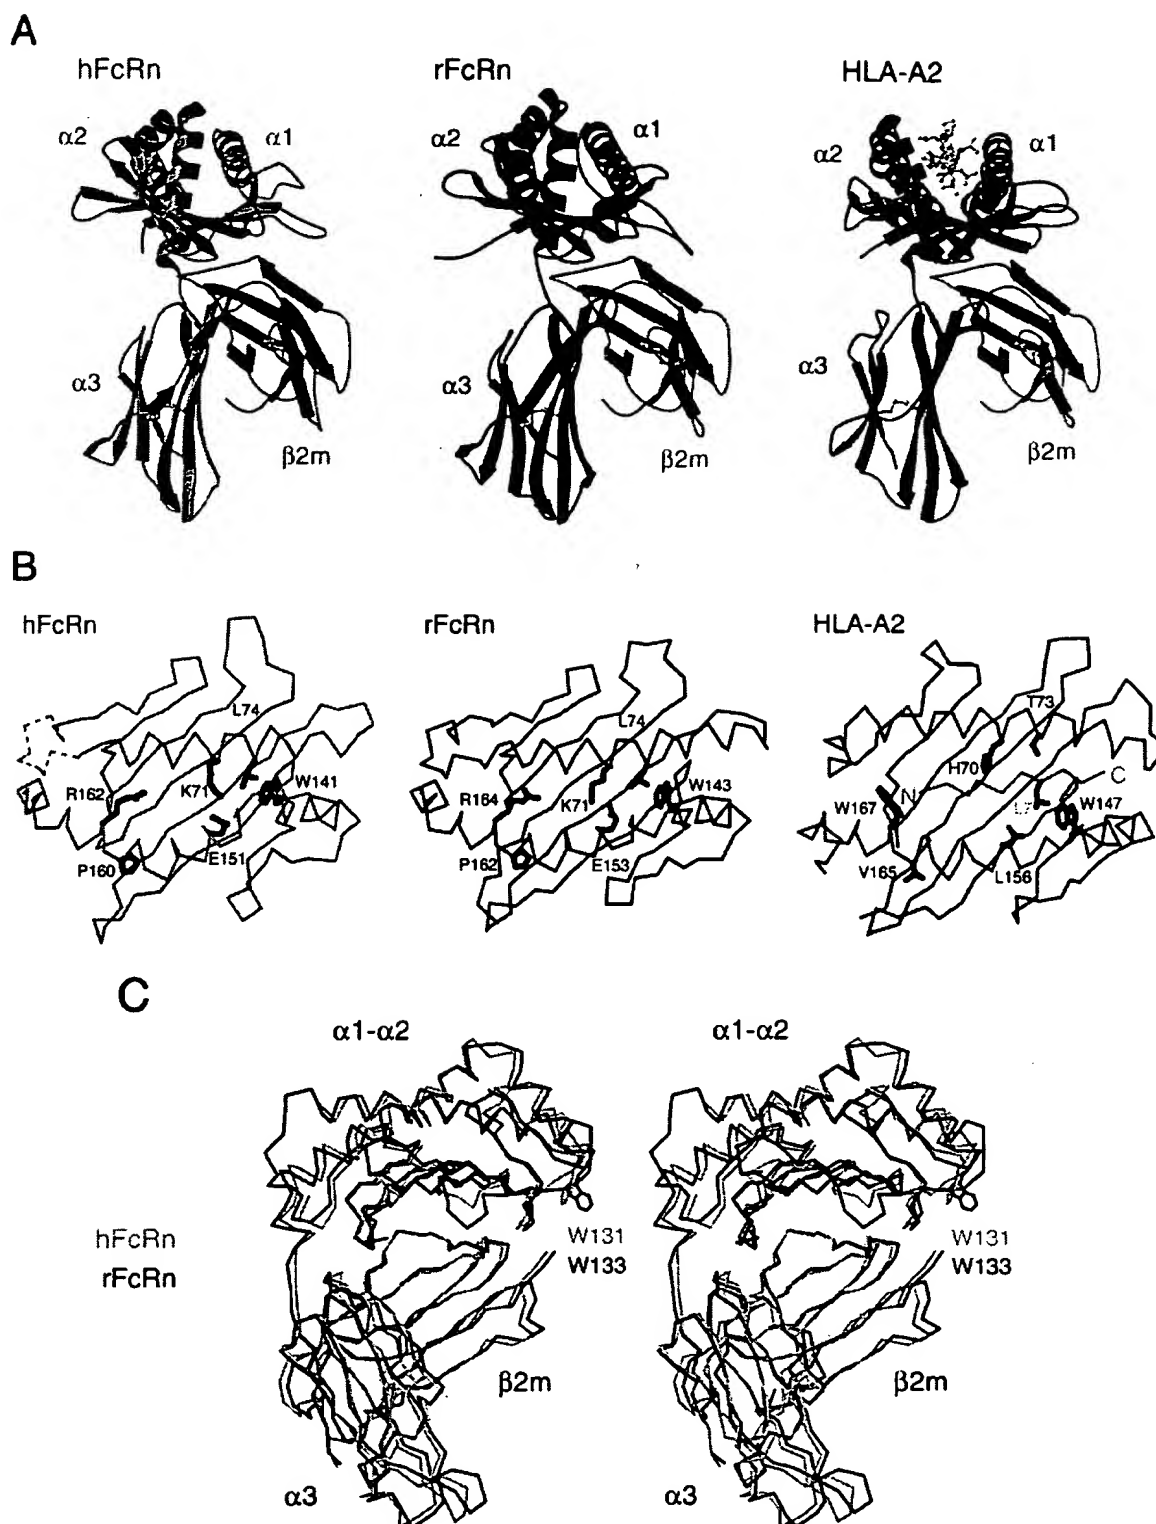 A
hFcRn
rFcRn
HLA-A2
α2
α1
α2
α1
α2
α1
α3
α3
α3
β2m
β2m
β2m
B
hFcRn
rFcRn
HLA-A2
L74
L74
T73
R162
K71
W141
R164
K71
W143
H70
C
W167
N
W147
P160
E151
P162
E153
V165
L156
C
α1-α2
α1-α2
hFcRn
rFcRn
W131
W133
W131
W133
β2m
β2m
α3
α3